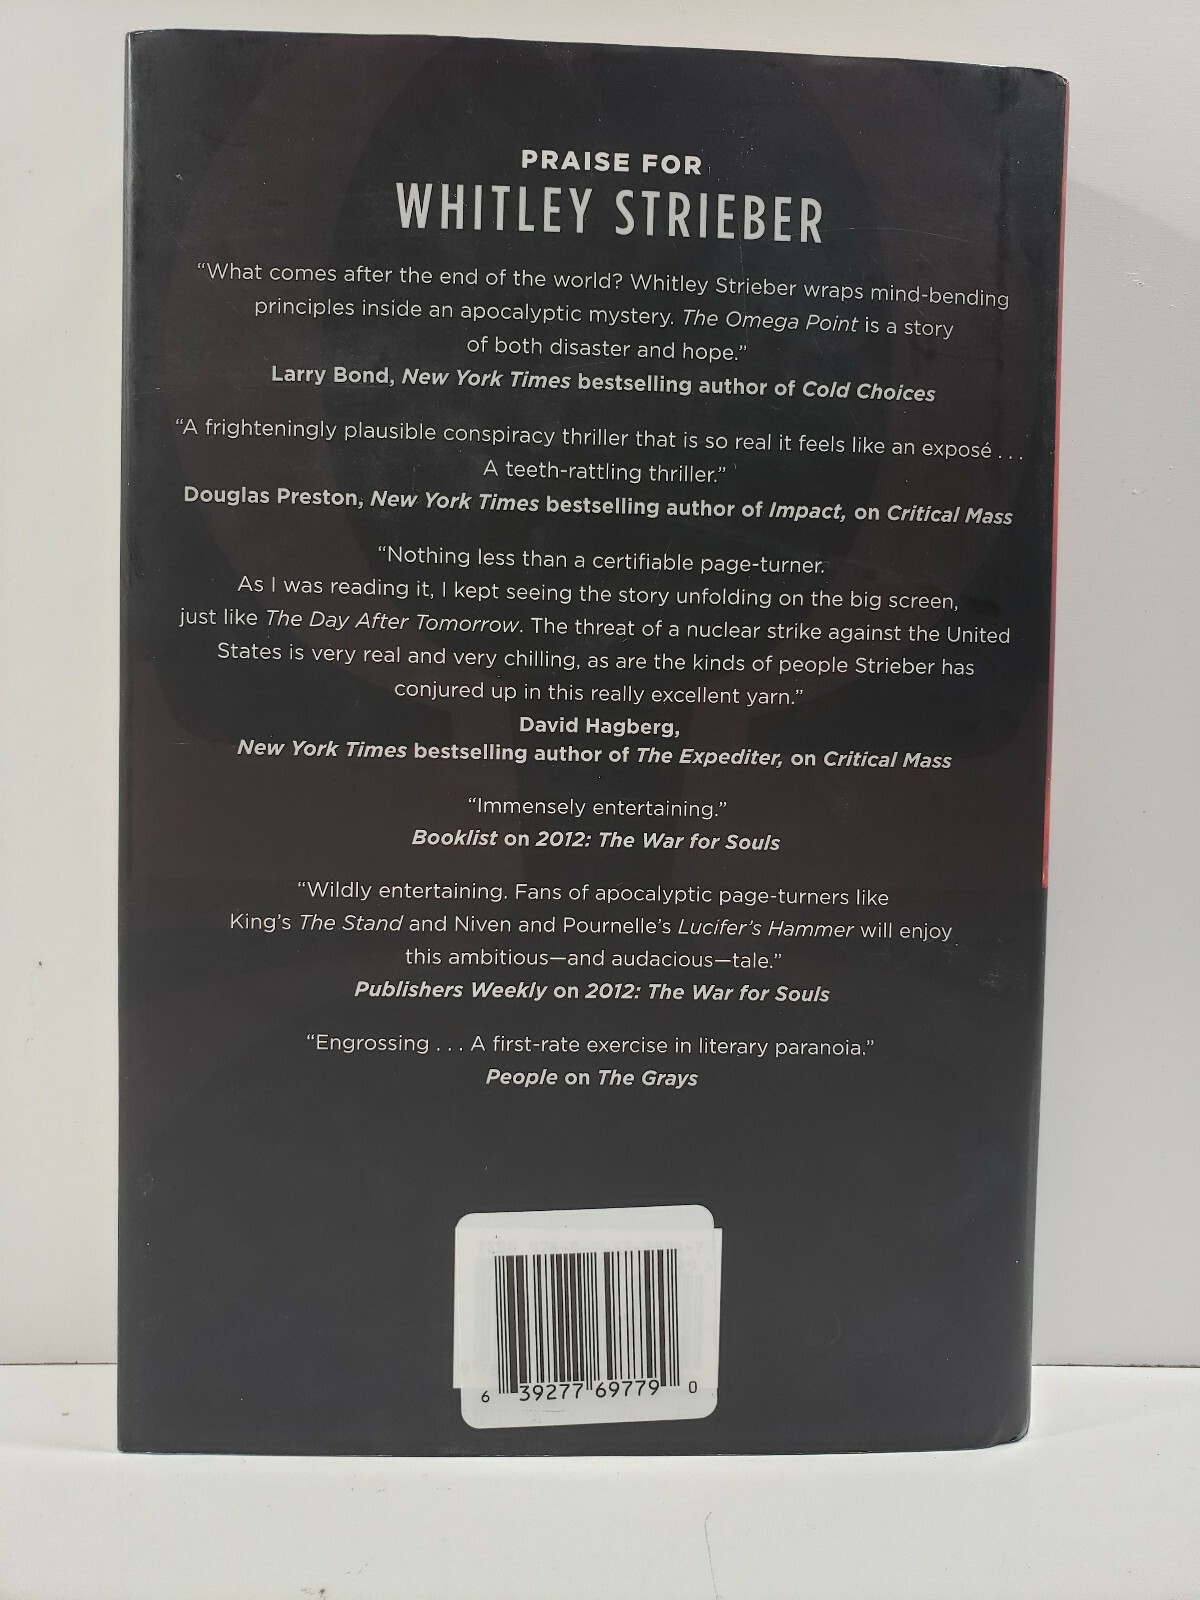 PRAISE FOR
WHITLEY STRIEBER
“What comes after the end of the world? Whitley Strieber wraps mind-bending
principles inside an apocalyptic mystery. The Omega Point is a story
of both disaster and hope.”
Larry Bond, New York Times bestselling author of Cold Choices
“A frighteningly plausible conspiracy thriller that is so real it feels like an exposé . . .
A teeth-rattling thriller.”
Douglas Preston, New York Times bestselling author of Impact, on Critical Mass
“Nothing less than a certifiable page-turner.
As I was reading it, I kept seeing the story unfolding on the big screen,
just like The Day After Tomorrow. The threat of a nuclear strike against the United
States is very real and very chilling, as are the kinds of people Strieber has
conjured up in this really excellent yarn.”
David Hagberg,
New York Times bestselling author of The Expediter, on Critical Mass
“Immensely entertaining.”
Booklist on 2012: The War for Souls
“Wildly entertaining. Fans of apocalyptic page-turners like
King’s The Stand and Niven and Pournelle’s Lucifer’s Hammer will enjoy
this ambitious—and audacious—tale.”
Publishers Weekly on 2012: The War for Souls
“Engrossing . . . A first-rate exercise in literary paranoia.”
People on The Grays
6 39277 69779 0